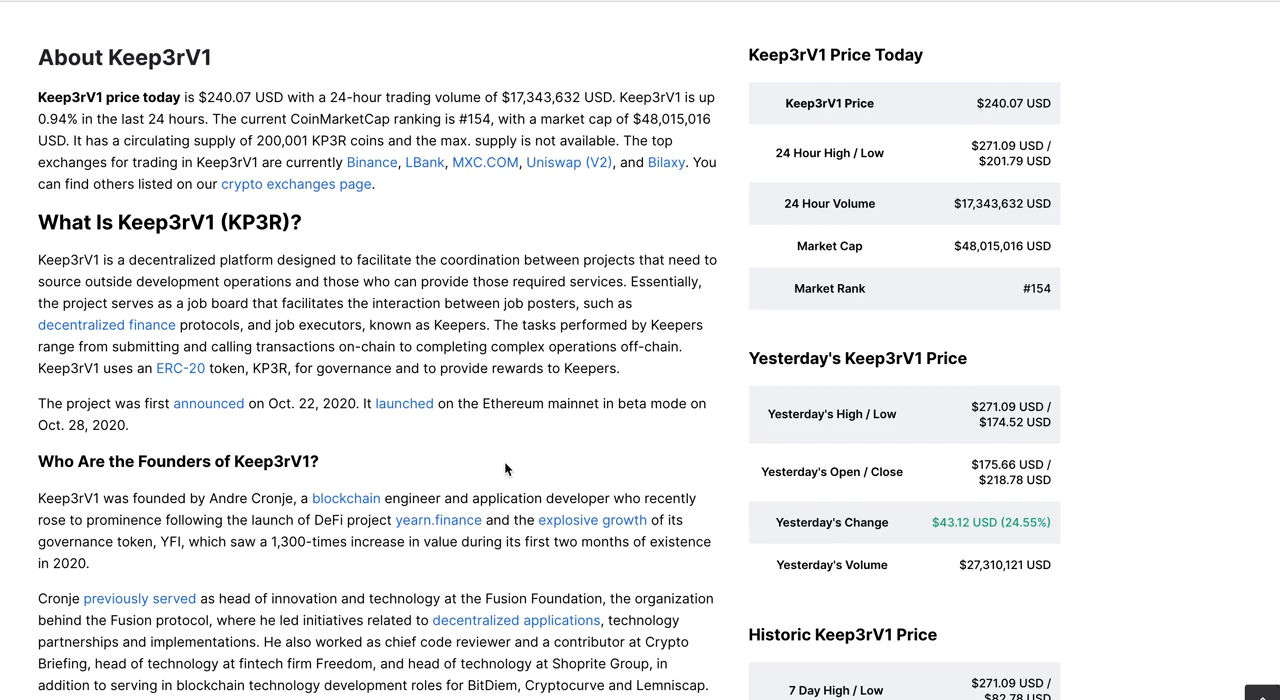 About Keep3rV1
Keep3rV1 price today is $240.07 USD with a 24-hour trading volume of $17,343,632 USD. Keep3rV1 is up
0.94% in the last 24 hours. The current CoinMarketCap ranking is #154, with a market cap of $48,015,016
USD. It has a circulating supply of 200,001 KP3R coins and the max. supply is not available. The top
exchanges for trading in Keep3rV1 are currently Binance, LBank, MXC.COM, Uniswap (V2), and Bilaxy. You
can find others listed on our crypto exchanges page.
What Is Keep3rV1 (KP3R)?
Keep3rV1 is a decentralized platform designed to facilitate the coordination between projects that need to
source outside development operations and those who can provide those required services. Essentially,
the project serves as a job board that facilitates the interaction between job posters, such as
decentralized finance protocols, and job executors, known as Keepers. The tasks performed by Keepers
range from submitting and calling transactions on-chain to completing complex operations off-chain.
Keep3rV1 uses an ERC-20 token, KP3R, for governance and to provide rewards to Keepers.
The project was first announced on Oct. 22, 2020. It launched on the Ethereum mainnet in beta mode on
Oct. 28, 2020.
Who Are the Founders of Keep3rV1?
Keep3rV1 was founded by Andre Cronje, a blockchain engineer and application developer who recently
rose to prominence following the launch of DeFi project yearn.finance and the explosive growth of its
governance token, YFI, which saw a 1,300-times increase in value during its first two months of existence
in 2020.
Cronje previously served as head of innovation and technology at the Fusion Foundation, the organization
behind the Fusion protocol, where he led initiatives related to decentralized applications, technology
partnerships and implementations. He also worked as chief code reviewer and a contributor at Crypto
Briefing, head of technology at fintech firm Freedom, and head of technology at Shoprite Group, in
addition to serving in blockchain technology development roles for BitDiem, Cryptocurve and Lemniscap.
Keep3rV1 Price Today
Keep3rV1 Price $240.07 USD
24 Hour High / Low $271.09 USD /
$201.79 USD
24 Hour Volume $17,343,632 USD
Market Cap $48,015,016 USD
Market Rank #154
Yesterday's Keep3rV1 Price
Yesterday's High / Low $271.09 USD /
$174.52 USD
Yesterday's Open / Close $175.66 USD /
$218.78 USD
Yesterday's Change $43.12 USD (24.55%)
Yesterday's Volume $27,310,121 USD
Historic Keep3rV1 Price
7 Day High / Low $271.09 USD /
$82.78 USD